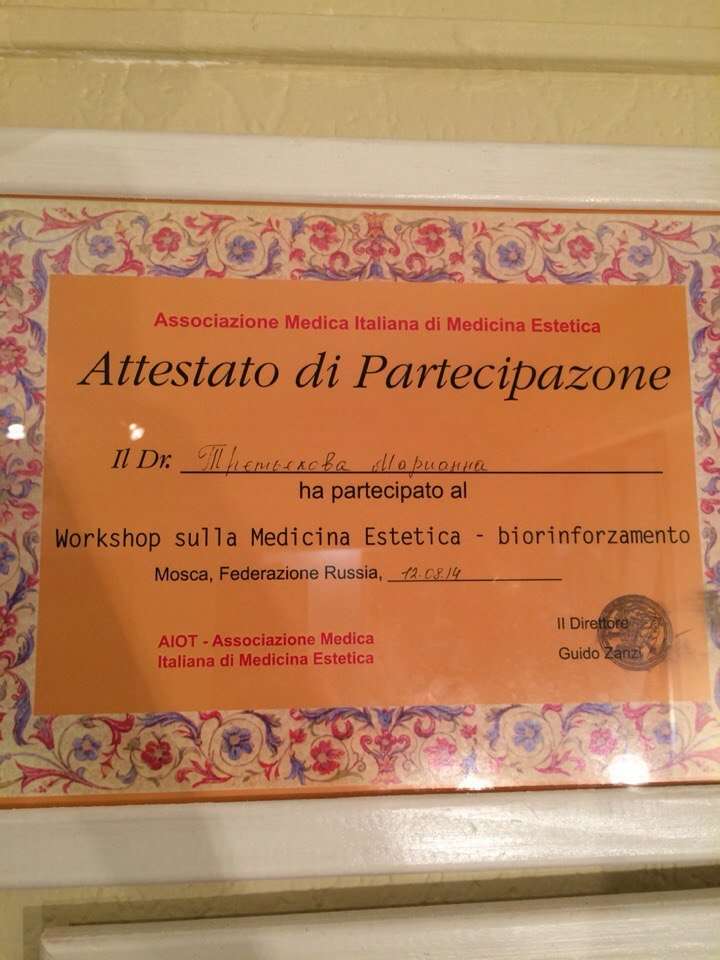 Associazione Medica Italiana di Medicina Estetica
Attestato di Partecipazone
Il Dr. Третьякова Марианна
ha partecipato al
Workshop sulla Medicina Estetica - biorinforzamento
Mosca, Federazione Russia, 12.08.14
AIOT - Associazione Medica
Italiana di Medicina Estetica
Il Direttore
Guido Zanzi